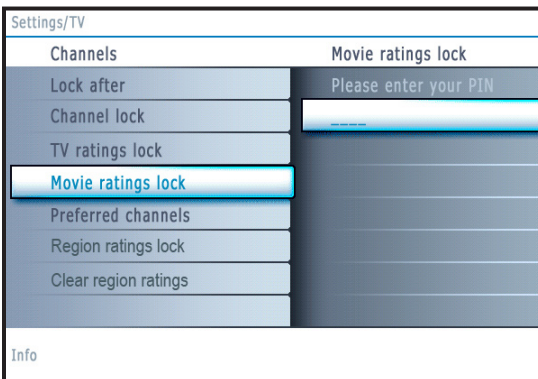 Settings/TV
Channels
Movie ratings lock
Lock after
Please enter your PIN
Channel lock
____
TV ratings lock
Movie ratings lock
Preferred channels
Region ratings lock
Clear region ratings
Info